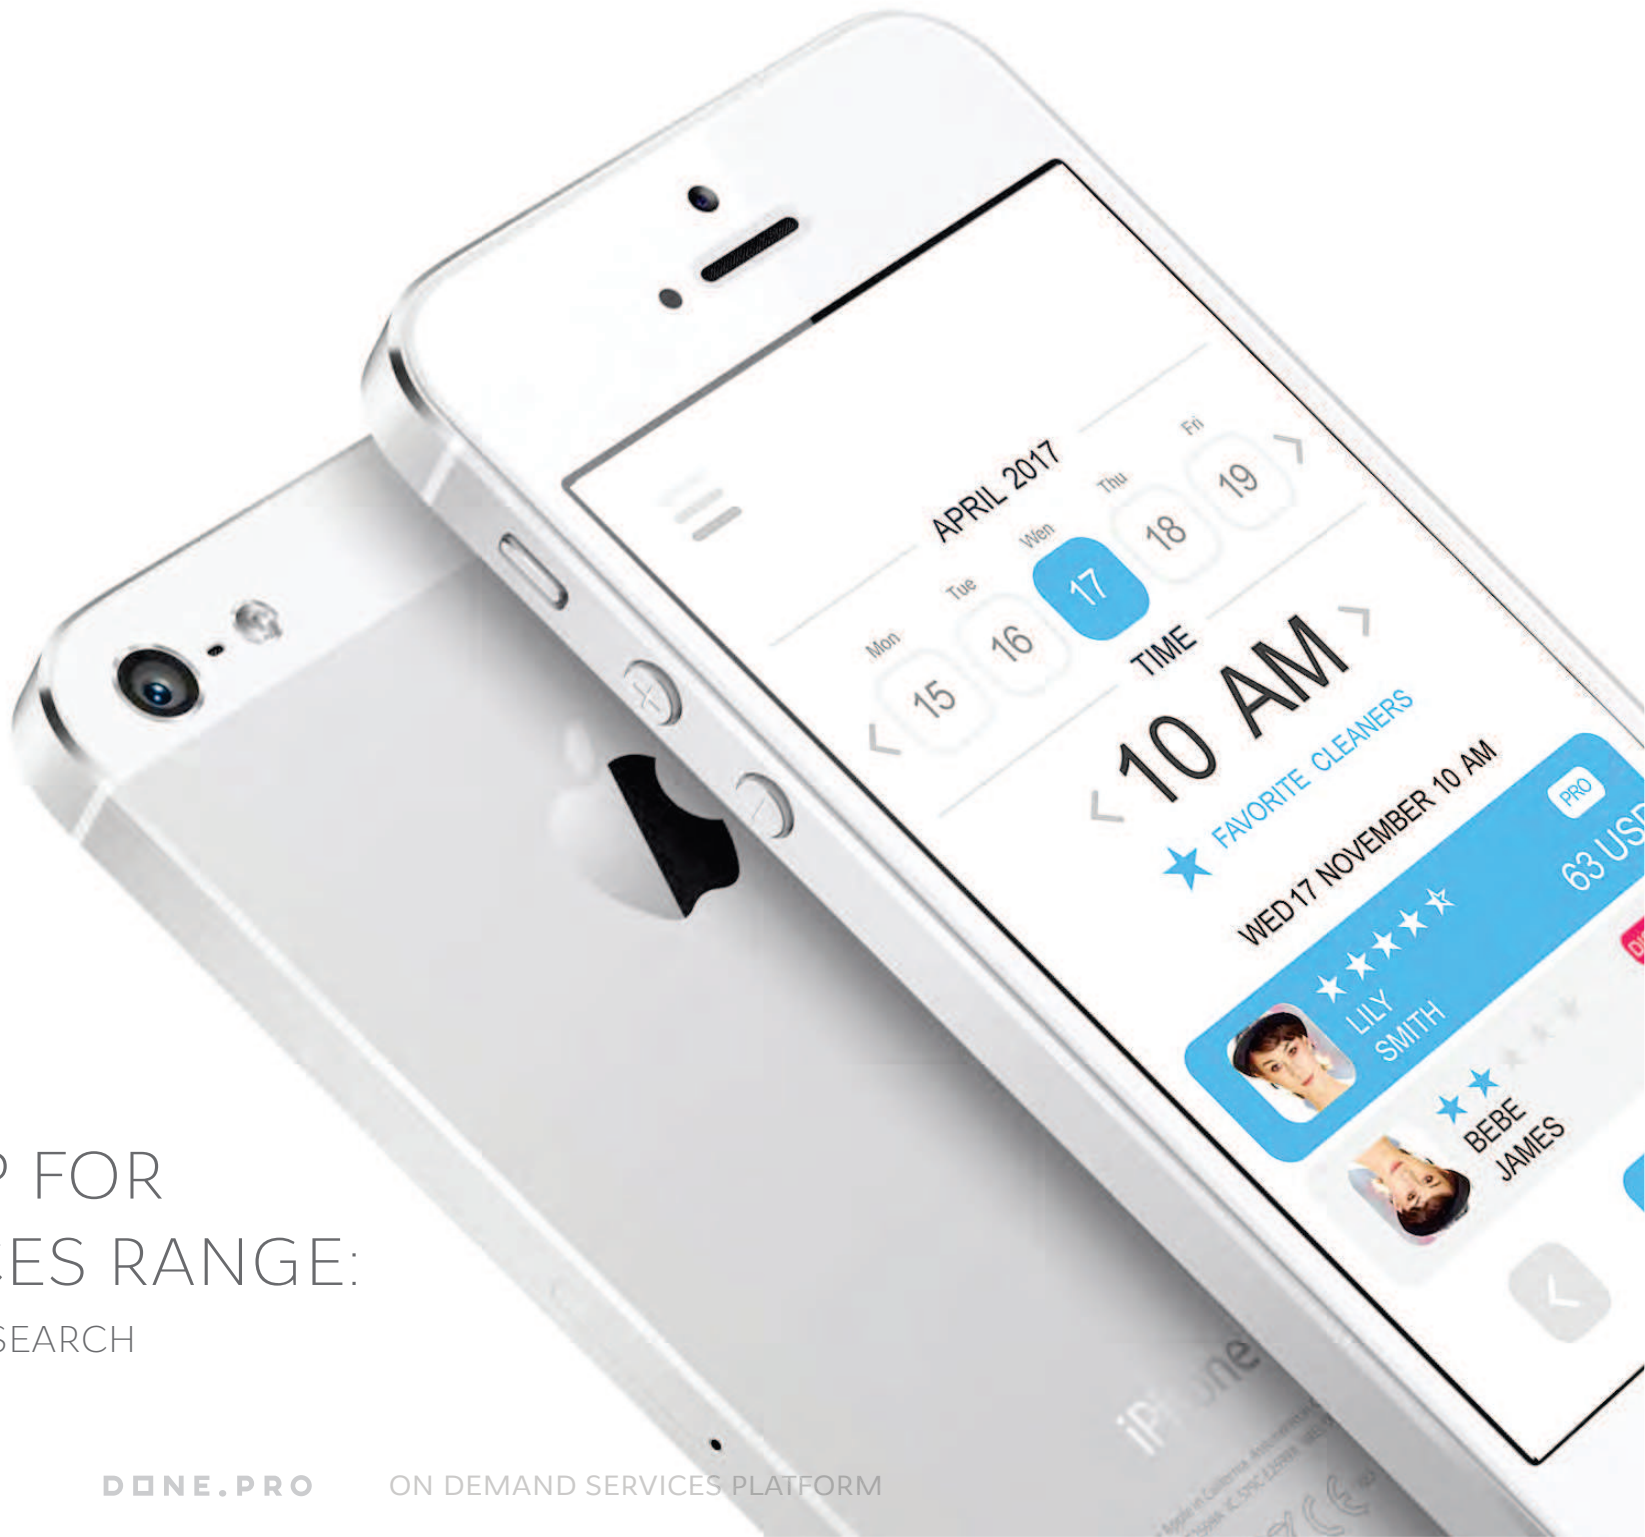 APRIL 2017
Mon Tue Wen Thu Fri
15 16 17 18 19
TIME
10 AM
FAVORITE CLEANERS
WED 17 NOVEMBER 10 AM
PRO
63 USD
LILY
SMITH
BEBE
JAMES
P FOR
CES RANGE:
SEARCH
iPhone
DONE.PRO ON DEMAND SERVICES PLATFORM